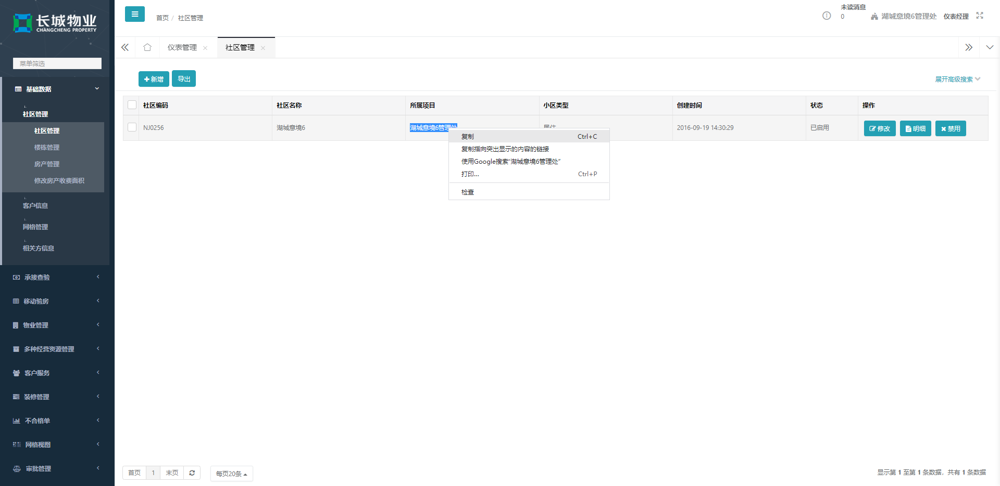 长城物业
CHANGCHENG PROPERTY
菜单筛选
基础数据
社区管理
社区管理
楼栋管理
房产管理
修改房产收费面积
客户信息
网格管理
相关方信息
承接查验
移动验房
物业管理
多种经营资源管理
客户服务
装修管理
不合格单
网格视图
审批管理
首页 / 社区管理
未读消息
0
湖城意境6管理处 仪表经理
仪表管理 ×
社区管理 ×
新增 导出
展开高级搜索
社区编码 社区名称 所属项目 小区类型 创建时间 状态 操作
NJ0256 湖城意境6 湖城意境6管理处 居住 2016-09-19 14:30:29 已启用 修改 明细 禁用
复制 Ctrl+C
复制指向突出显示的内容的链接
使用Google搜索“湖城意境6管理处”
打印... Ctrl+P
检查
首页 1 末页 每页20条
显示第 1 至第 1 条数据，共有 1 条数据